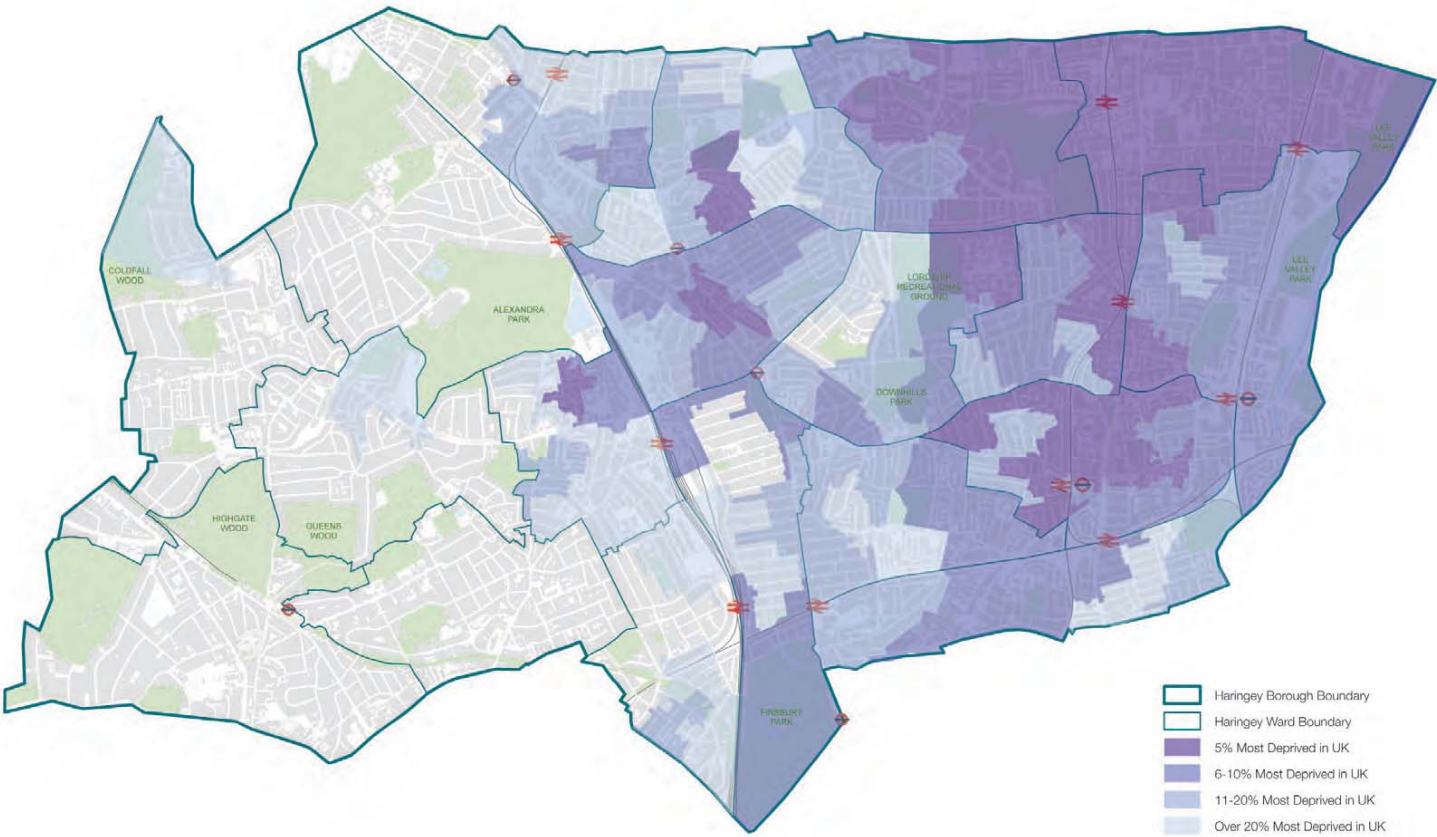 LEE
VALLEY
PARK
COLDFALL
WOOD
LEE
VALLEY
PARK
LORDSHIP
RECREATIONAL
GROUND
ALEXANDRA
PARK
DOWNHILLS
PARK
HIGHGATE
WOOD
QUEENS
WOOD
FINSBURY
PARK
Haringey Borough Boundary
Haringey Ward Boundary
5% Most Deprived in UK
6-10% Most Deprived in UK
11-20% Most Deprived in UK
Over 20% Most Deprived in UK